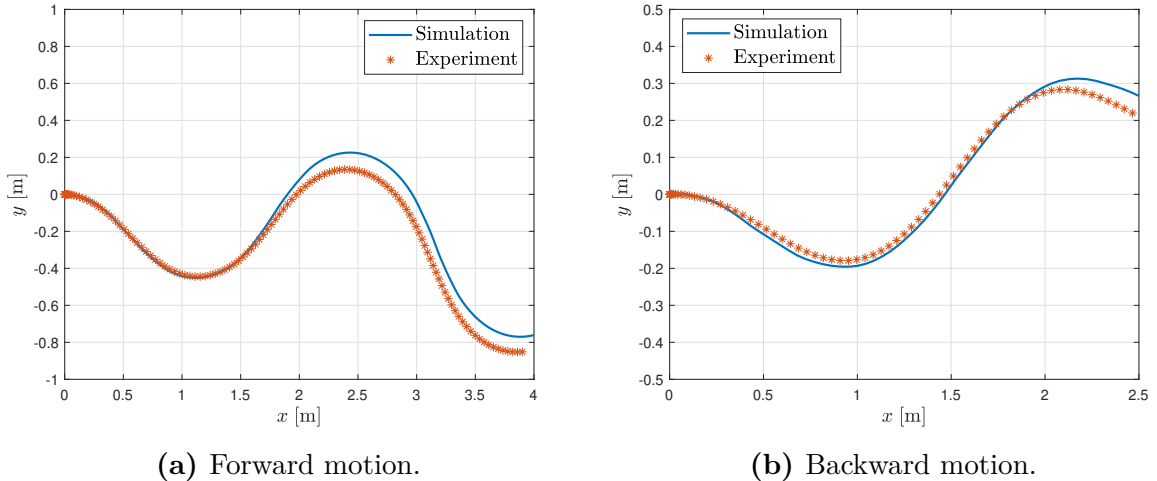 1
0.8
0.6
0.4
0.2
0
-0.2
-0.4
-0.6
-0.8
-1
y [m]
0 0.5 1 1.5 2 2.5 3 3.5 4
x [m]
Simulation
Experiment
(a) Forward motion.
0.5
0.4
0.3
0.2
0.1
0
-0.1
-0.2
-0.3
-0.4
-0.5
y [m]
0 0.5 1 1.5 2 2.5
x [m]
Simulation
Experiment
(b) Backward motion.